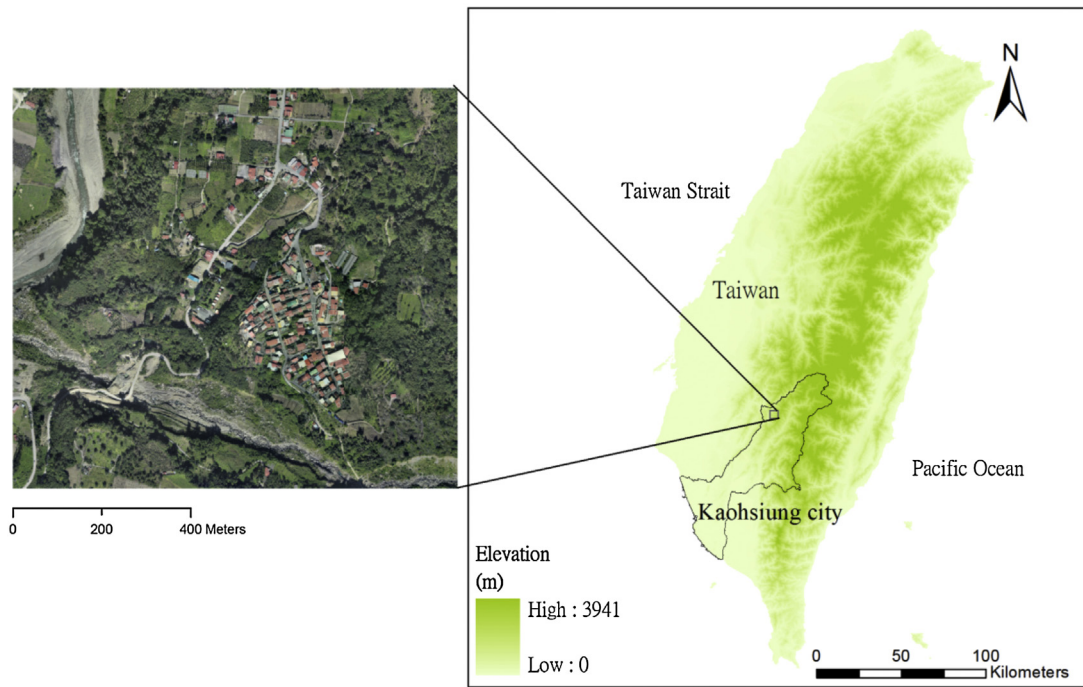 N
Taiwan Strait
Taiwan
Pacific Ocean
Kaohsiung city
0 200 400 Meters
Elevation
(m)
High : 3941
Low : 0
0 50 100
Kilometers